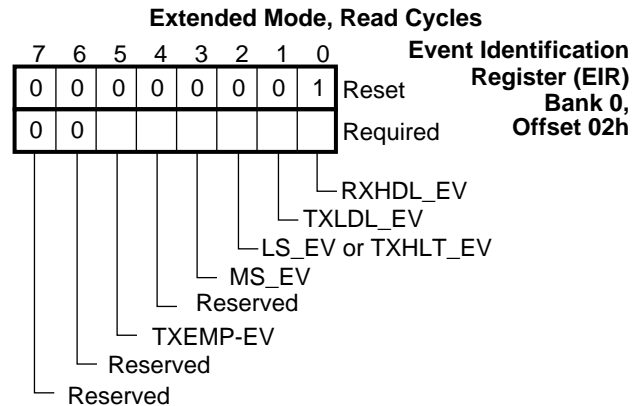 Extended Mode, Read Cycles
7 6 5 4 3 2 1 0
Event Identification
Register (EIR)
Bank 0,
Offset 02h
0 0 0 0 0 0 0 1 Reset
0 0 Required
RXHDL_EV
TXLDL_EV
LS_EV or TXHLT_EV
MS_EV
Reserved
TXEMP-EV
Reserved
Reserved